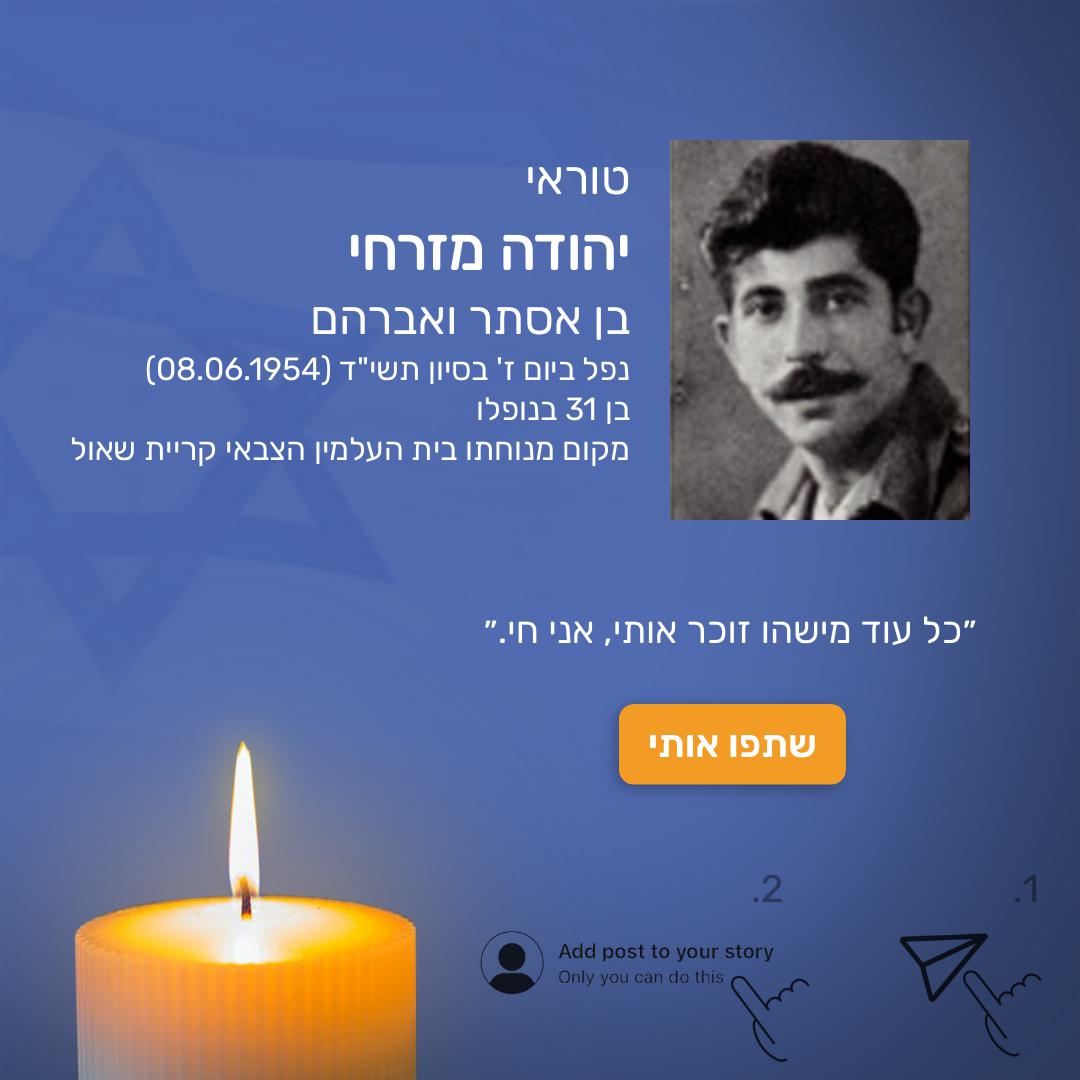 טוראי
יהודה מזרחי
בן אסתר ואברהם
נפל ביום ז' בסיון תשי"ד (08.06.1954)
בן 31 בנופלו
מקום מנוחתו בית העלמין הצבאי קריית שאול
״כל עוד מישהו זוכר אותי, אני חי.״
שתפו אותי
1.
2.
Add post to your story
Only you can do this